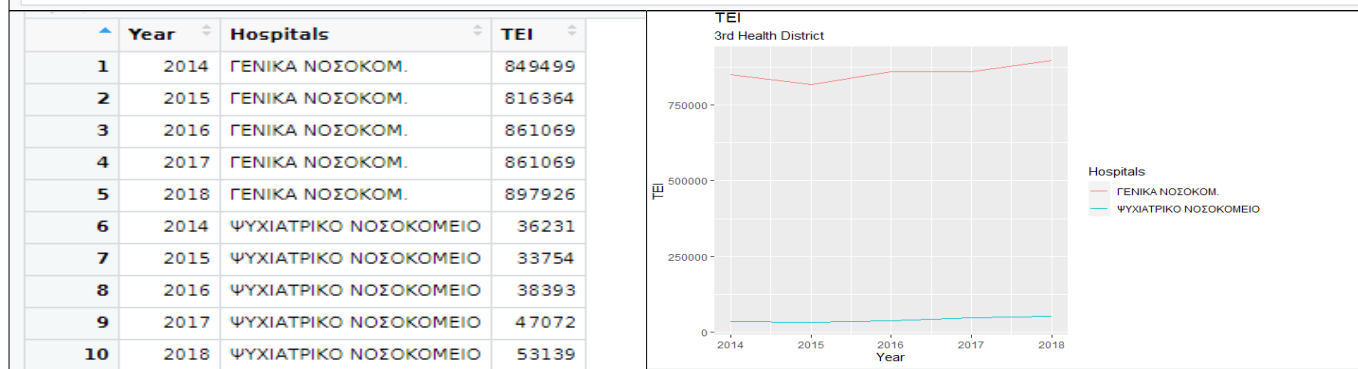 Year Hospitals TEI
1 2014 ΓΕΝΙΚΑ ΝΟΣΟΚΟΜ. 849499
2 2015 ΓΕΝΙΚΑ ΝΟΣΟΚΟΜ. 816364
3 2016 ΓΕΝΙΚΑ ΝΟΣΟΚΟΜ. 861069
4 2017 ΓΕΝΙΚΑ ΝΟΣΟΚΟΜ. 861069
5 2018 ΓΕΝΙΚΑ ΝΟΣΟΚΟΜ. 897926
6 2014 ΨΥΧΙΑΤΡΙΚΟ ΝΟΣΟΚΟΜΕΙΟ 36231
7 2015 ΨΥΧΙΑΤΡΙΚΟ ΝΟΣΟΚΟΜΕΙΟ 33754
8 2016 ΨΥΧΙΑΤΡΙΚΟ ΝΟΣΟΚΟΜΕΙΟ 38393
9 2017 ΨΥΧΙΑΤΡΙΚΟ ΝΟΣΟΚΟΜΕΙΟ 47072
10 2018 ΨΥΧΙΑΤΡΙΚΟ ΝΟΣΟΚΟΜΕΙΟ 53139
TEI
3rd Health District
750000
500000
250000
0
TEI
2014 2015 2016 2017 2018
Year
Hospitals
ΓΕΝΙΚΑ ΝΟΣΟΚΟΜ.
ΨΥΧΙΑΤΡΙΚΟ ΝΟΣΟΚΟΜΕΙΟ